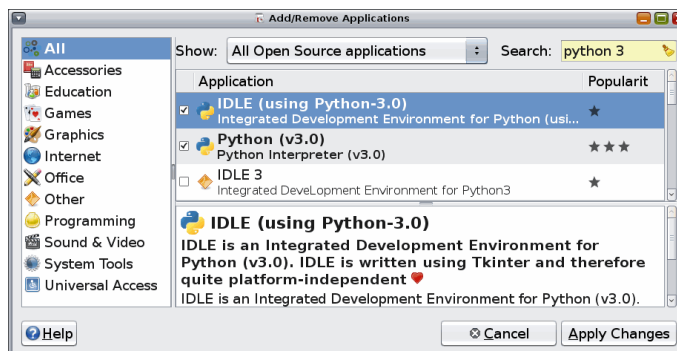 Add/Remove Applications
All
Accessories
Education
Games
Graphics
Internet
Office
Other
Programming
Sound & Video
System Tools
Universal Access
Show: All Open Source applications Search: python 3
Application Popularit
IDLE (using Python-3.0)
Integrated Development Environment for Python (usi...
Python (v3.0)
Python Interpreter (v3.0)
IDLE 3
Integrated DeveLopment Environment for Python3
IDLE (using Python-3.0)
IDLE is an Integrated Development Environment for
Python (v3.0). IDLE is written using Tkinter and therefore
quite platform-independent
IDLE is an Integrated Development Environment for Python (v3.0).
Help Cancel Apply Changes